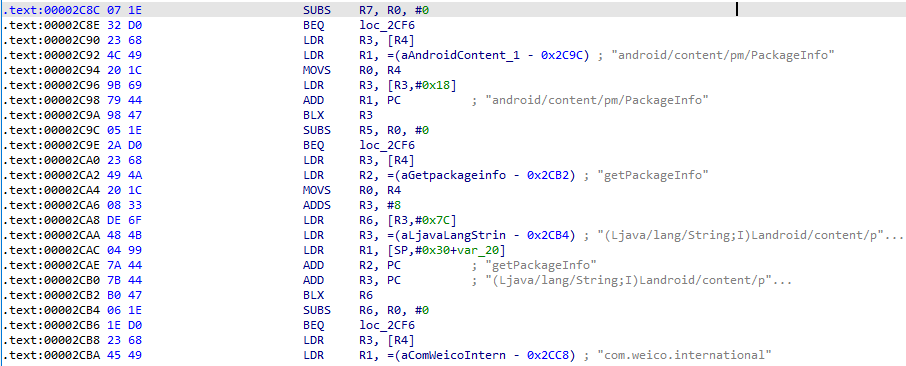 .text:00002C8C 07 1E SUBS R7, R0, #0
.text:00002C8E 32 D0 BEQ loc_2CF6
.text:00002C90 23 68 LDR R3, [R4]
.text:00002C92 4C 49 LDR R1, =(aAndroidContent_1 - 0x2C9C) ; "android/content/pm/PackageInfo"
.text:00002C94 20 1C MOVS R0, R4
.text:00002C96 9B 69 LDR R3, [R3,#0x18]
.text:00002C98 79 44 ADD R1, PC ; "android/content/pm/PackageInfo"
.text:00002C9A 98 47 BLX R3
.text:00002C9C 05 1E SUBS R5, R0, #0
.text:00002C9E 2A D0 BEQ loc_2CF6
.text:00002CA0 23 68 LDR R3, [R4]
.text:00002CA2 49 4A LDR R2, =(aGetpackageinfo - 0x2CB2) ; "getPackageInfo"
.text:00002CA4 20 1C MOVS R0, R4
.text:00002CA6 08 33 ADDS R3, #8
.text:00002CA8 DE 6F LDR R6, [R3,#0x7C]
.text:00002CAA 48 4B LDR R3, =(aLjavaLangStrin - 0x2CB4) ; "(Ljava/lang/String;I)Landroid/content/p"...
.text:00002CAC 04 99 LDR R1, [SP,#0x30+var_20]
.text:00002CAE 7A 44 ADD R2, PC ; "getPackageInfo"
.text:00002CB0 7B 44 ADD R3, PC ; "(Ljava/lang/String;I)Landroid/content/p"...
.text:00002CB2 B0 47 BLX R6
.text:00002CB4 06 1E SUBS R6, R0, #0
.text:00002CB6 1E D0 BEQ loc_2CF6
.text:00002CB8 23 68 LDR R3, [R4]
.text:00002CBA 45 49 LDR R1, =(aComWeicoIntern - 0x2CC8) ; "com.weico.international"